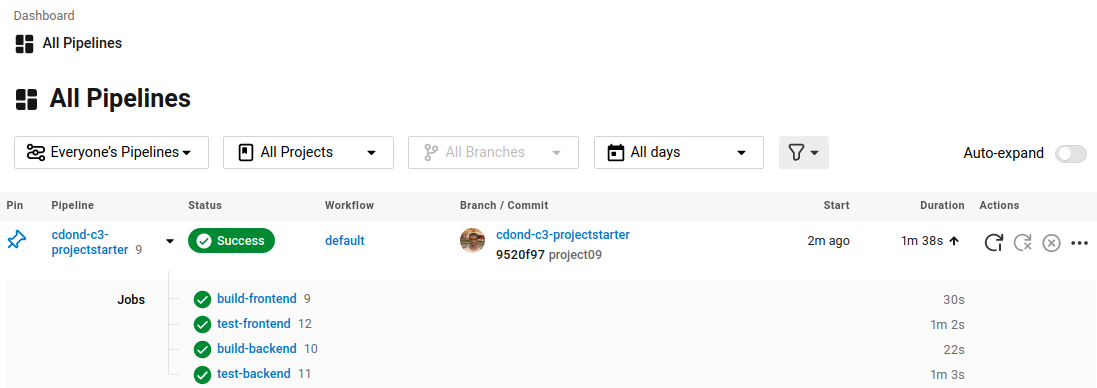 Dashboard
All Pipelines
All Pipelines
Everyone's Pipelines All Projects All Branches All days Auto-expand
Pin Pipeline Status Workflow Branch / Commit Start Duration Actions
cdond-c3-projectstarter 9 Success default cdond-c3-projectstarter 2m ago 1m 38s
9520f97 project09
Jobs build-frontend 9 30s
test-frontend 12 1m 2s
build-backend 10 22s
test-backend 11 1m 3s